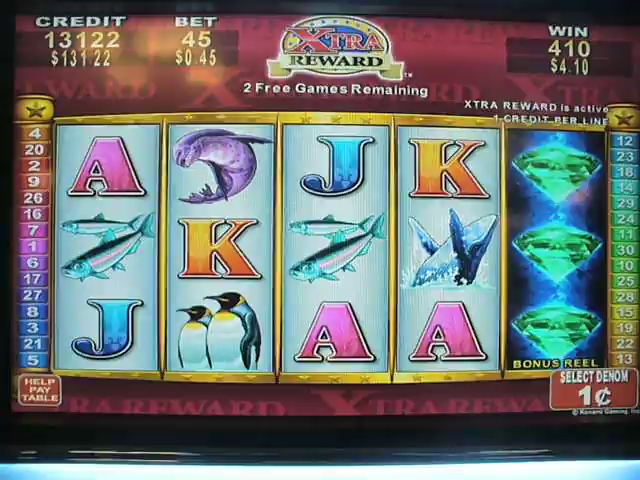 CREDIT
BET
WIN
13122
45
410
$131.22
$0.45
$4.10
XTRA
REWARD
™
2 Free Games Remaining
XTRA REWARD is active
1 CREDIT PER LINE
4
20
2
9
26
16
7
1
6
17
27
8
3
21
5
A
J
K
K
J
A
A
12
23
18
14
29
24
11
30
25
28
15
22
13
BONUS REEL
HELP
PAY
TABLE
SELECT DENOM
1¢
© Konami Gaming, Inc
XTRA REWARD